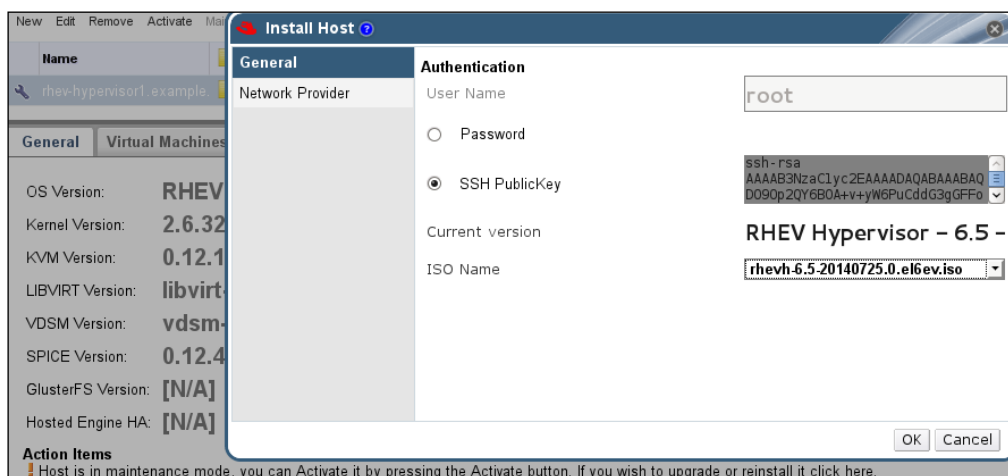 New Edit Remove Activate Mai
Install Host
Name
General
Authentication
rhev-hypervisor1.example.
Network Provider
User Name
root
Password
General
Virtual Machines
SSH PublicKey
ssh-rsa
AAAAB3NzaC1yc2EAAAADAQABAAABAQ
DO9Op2QY6BOA+v+yW6PuCddG3gGFFo
OS Version: RHEV
Kernel Version: 2.6.32
Current version
RHEV Hypervisor - 6.5 -
KVM Version: 0.12.1
ISO Name
rhevh-6.5-20140725.0.el6ev.iso
LIBVIRT Version: libvirt-
VDSM Version: vdsm-
SPICE Version: 0.12.4
GlusterFS Version: [N/A]
Hosted Engine HA: [N/A]
OK
Cancel
Action Items
Host is in maintenance mode, you can Activate it by pressing the Activate button. If you wish to upgrade or reinstall it click here.